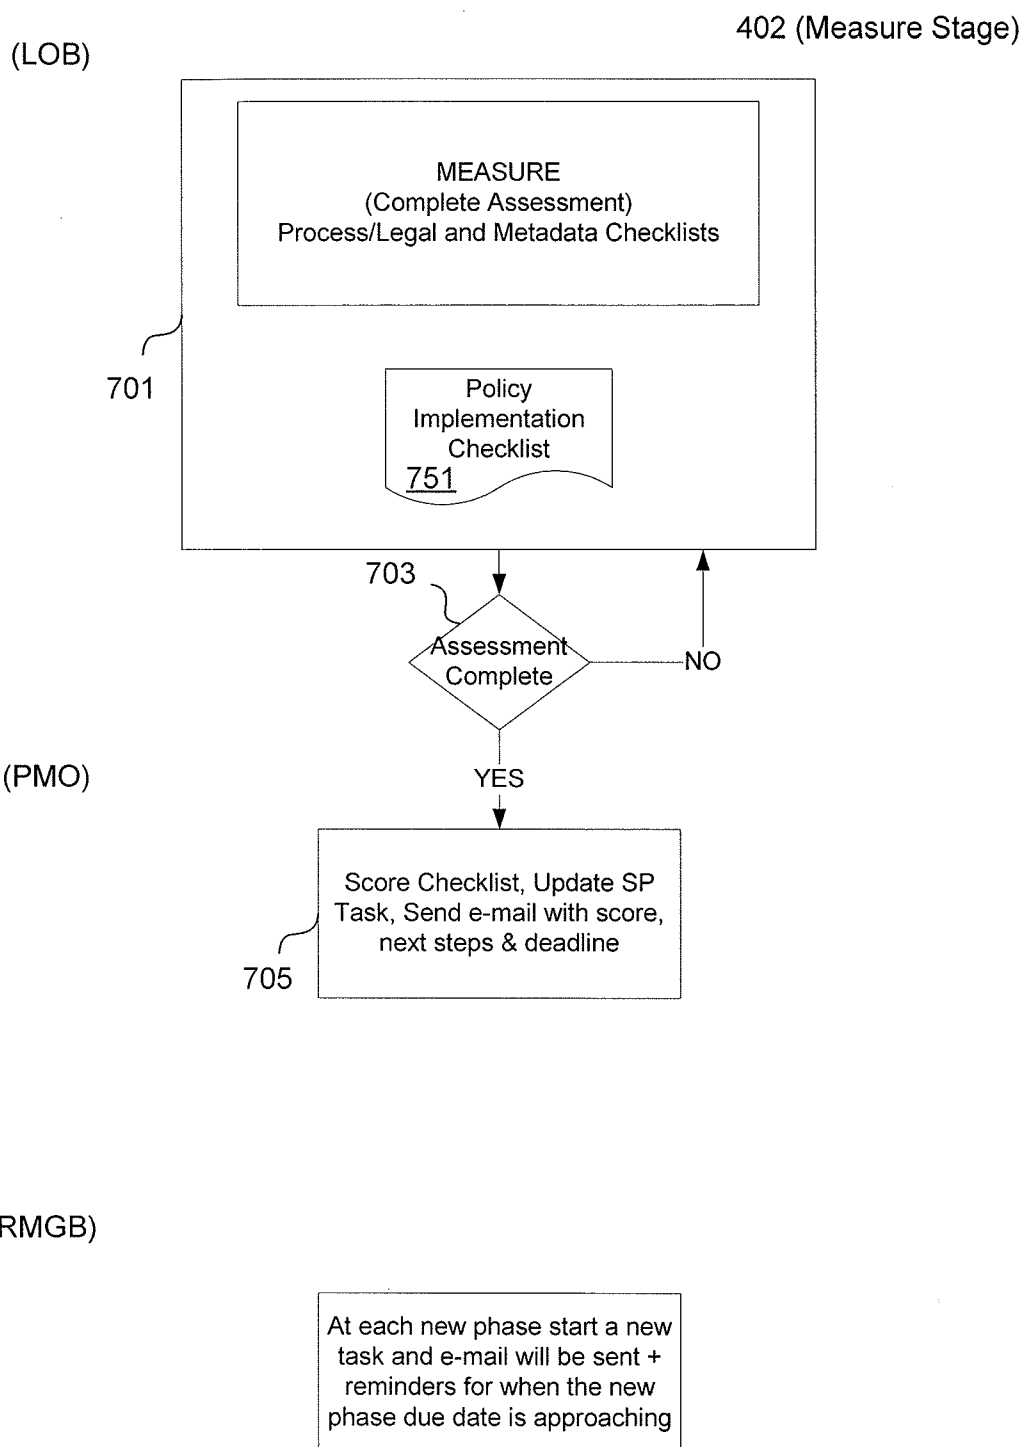 402 (Measure Stage)
(LOB)
MEASURE
(Complete Assessment)
Process/Legal and Metadata Checklists
701
Policy
Implementation
Checklist
751
703
Assessment
Complete
NO
(PMO)
YES
Score Checklist, Update SP
Task, Send e-mail with score,
next steps & deadline
705
RMGB)
At each new phase start a new
task and e-mail will be sent +
reminders for when the new
phase due date is approaching